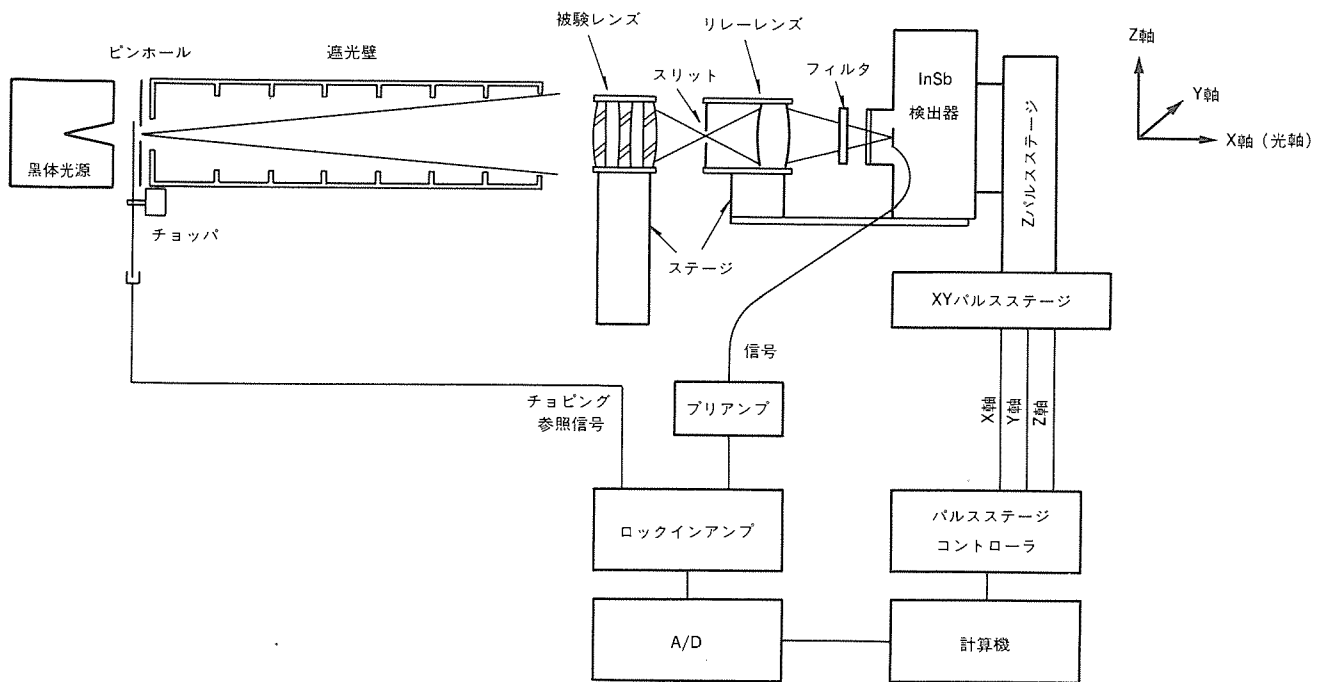 被験レンズ
リレーレンズ
ピンホール
遮光壁
スリット
フィルタ
InSb
検出器
Z軸
Y軸
X軸(光軸)
黒体光源
チョッパ
ステージ
Zパルスステージ
XYパルスステージ
信号
チョピング
参照信号
プリアンプ
X軸
Y軸
Z軸
ロックインアンプ
パルスステージ
コントローラ
A/D
計算機